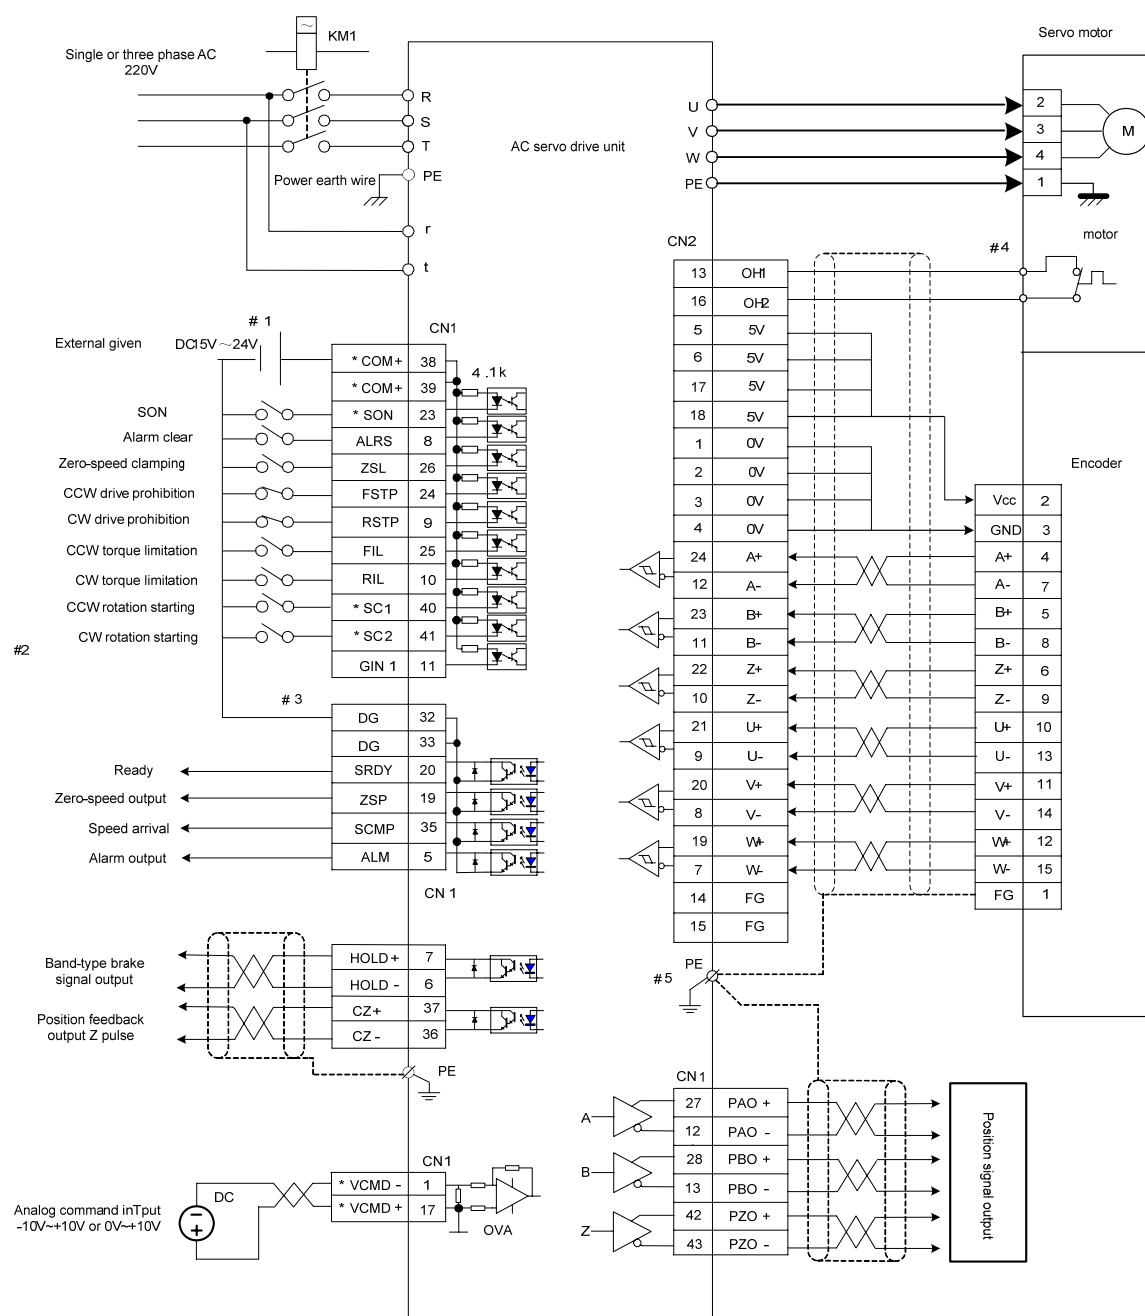 KM1
Single or three phase AC
220V
R
S
T
Power earth wire
PE
r
t
AC servo drive unit
U
V
W
PE
Servo motor
2
3
4
1
M
motor
#4
CN2
13 OH1
16 OH2
5 5V
6 5V
17 5V
18 5V
1 0V
2 0V
3 0V
4 0V
24 A+
12 A-
23 B+
11 B-
22 Z+
10 Z-
21 U+
9 U-
20 V+
8 V-
19 W+
7 W-
14 FG
15 FG
Encoder
Vcc 2
GND 3
A+ 4
A- 7
B+ 5
B- 8
Z+ 6
Z- 9
U+ 10
U- 13
V+ 11
V- 14
W+ 12
W- 15
FG 1
PE
#5
# 1
External given
DC15V～24V
CN1
4 .1k
* COM+ 38
* COM+ 39
SON * SON 23
Alarm clear ALRS 8
Zero-speed clamping ZSL 26
CCW drive prohibition FSTP 24
CW drive prohibition RSTP 9
CCW torque limitation FIL 25
CW torque limitation RIL 10
CCW rotation starting * SC1 40
CW rotation starting * SC2 41
GIN 1 11
#2
# 3
DG 32
DG 33
Ready SRDY 20
Zero-speed output ZSP 19
Speed arrival SCMP 35
Alarm output ALM 5
CN 1
Band-type brake
signal output
HOLD+ 7
HOLD - 6
Position feedback
output Z pulse
CZ+ 37
CZ - 36
PE
CN1
DC
* VCMD - 1
* VCMD + 17
OVA
Analog command inTput
-10V~+10V or 0V~+10V
CN1
A
27 PAO +
12 PAO -
B
28 PBO +
13 PBO -
Z
42 PZO +
43 PZO -
Position signal output